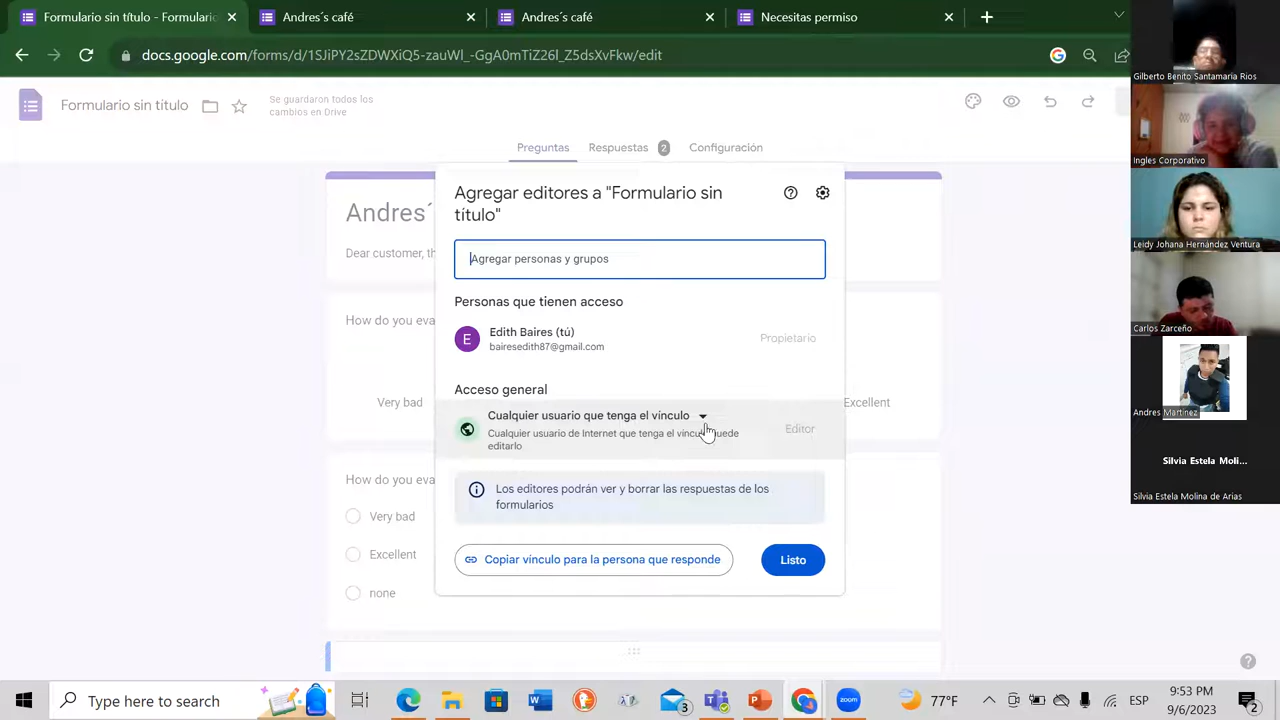 Formulario sin título - Formulari
Andres´s café
Andres´s café
Necesitas permiso
docs.google.com/forms/d/1SJiPY2sZDWXiQ5-zauWl_-GgA0mTiZ26l_Z5dsXvFkw/edit
Formulario sin título
Se guardaron todos los
cambios en Drive
Preguntas
Respuestas
2
Configuración
Andres´
Dear customer, th
How do you eva
Very bad
Excellent
How do you eva
Very bad
Excellent
none
Agregar editores a "Formulario sin
título"
Agregar personas y grupos
Personas que tienen acceso
E
Edith Baires (tú)
bairesedith87@gmail.com
Propietario
Acceso general
Cualquier usuario que tenga el vínculo
Cualquier usuario de Internet que tenga el víncu uede
editarlo
Editor
Los editores podrán ver y borrar las respuestas de los
formularios
Copiar vínculo para la persona que responde
Listo
Gilberto Benito Santamaria Rios
Ingles Corporativo
Leidy Johana Hernández Ventura
Carlos Zarceño
Andres Martinez
Silvia Estela Moli...
Silvia Estela Molina de Arias
Type here to search
3
zoom
77°F
ESP
9:53 PM
9/6/2023
2